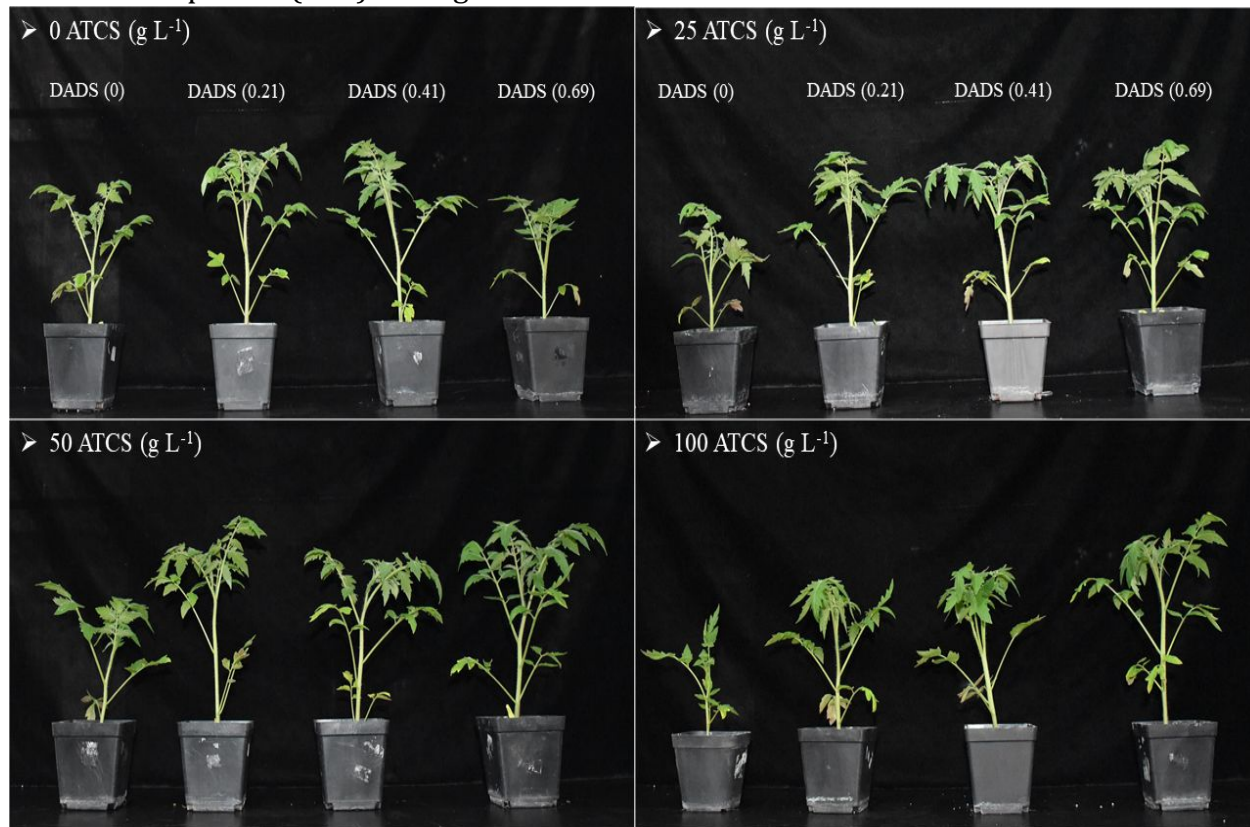 ➢ 0 ATCS (g L⁻¹)
DADS (0) DADS (0.21) DADS (0.41) DADS (0.69)
➢ 25 ATCS (g L⁻¹)
DADS (0) DADS (0.21) DADS (0.41) DADS (0.69)
➢ 50 ATCS (g L⁻¹)
➢ 100 ATCS (g L⁻¹)